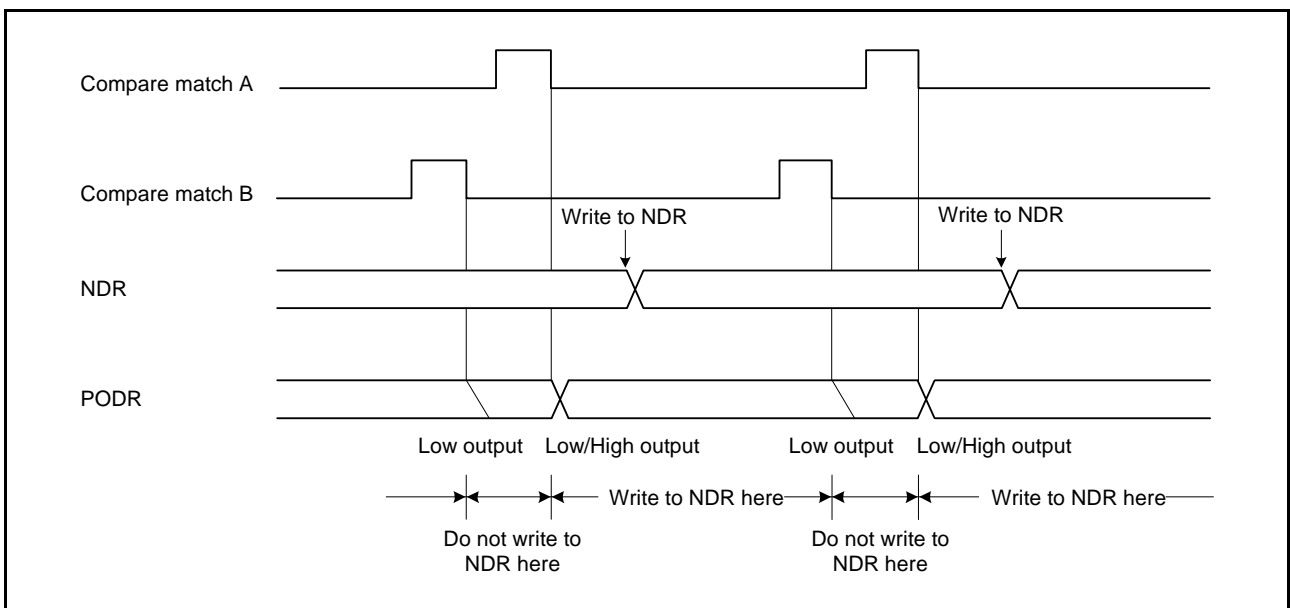 Compare match A
Compare match B
Write to NDR
Write to NDR
NDR
PODR
Low output
Low/High output
Low output
Low/High output
Write to NDR here
Write to NDR here
Do not write to
NDR here
Do not write to
NDR here